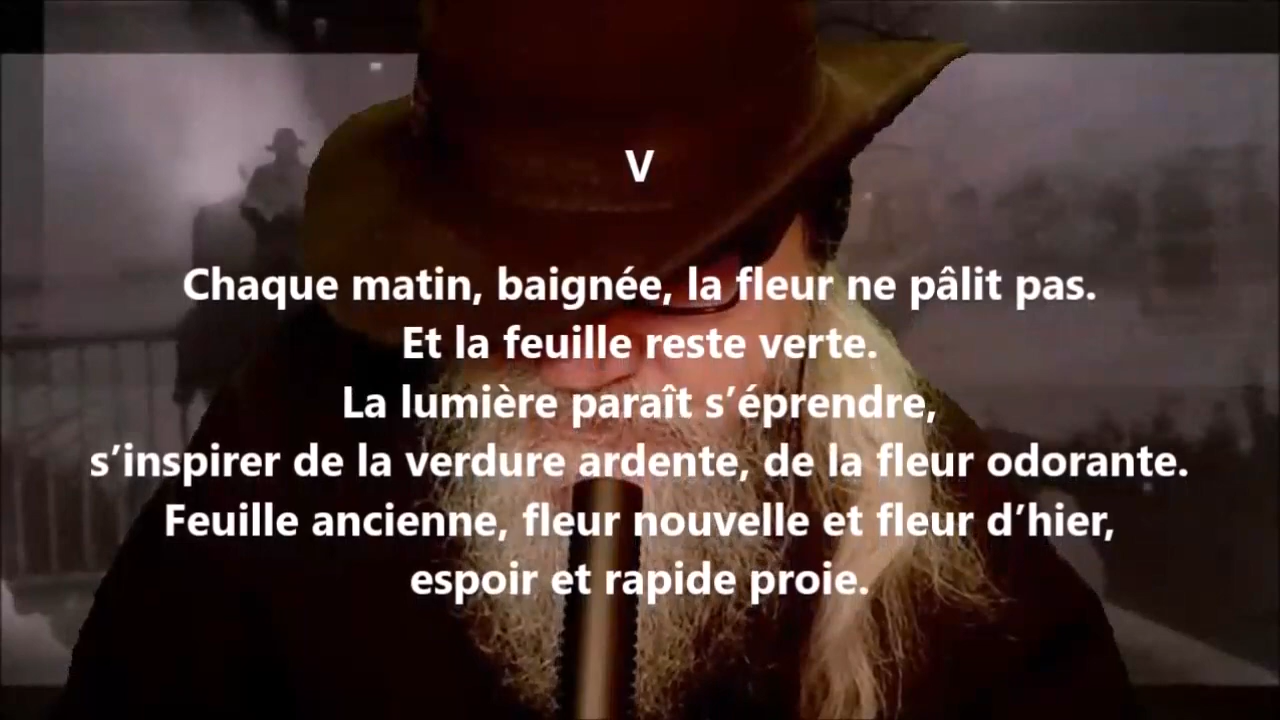 V
Chaque matin, baignée, la fleur ne pâlit pas.
Et la feuille reste verte.
La lumière paraît s’éprendre,
s’inspirer de la verdure ardente, de la fleur odorante.
Feuille ancienne, fleur nouvelle et fleur d’hier,
espoir et rapide proie.